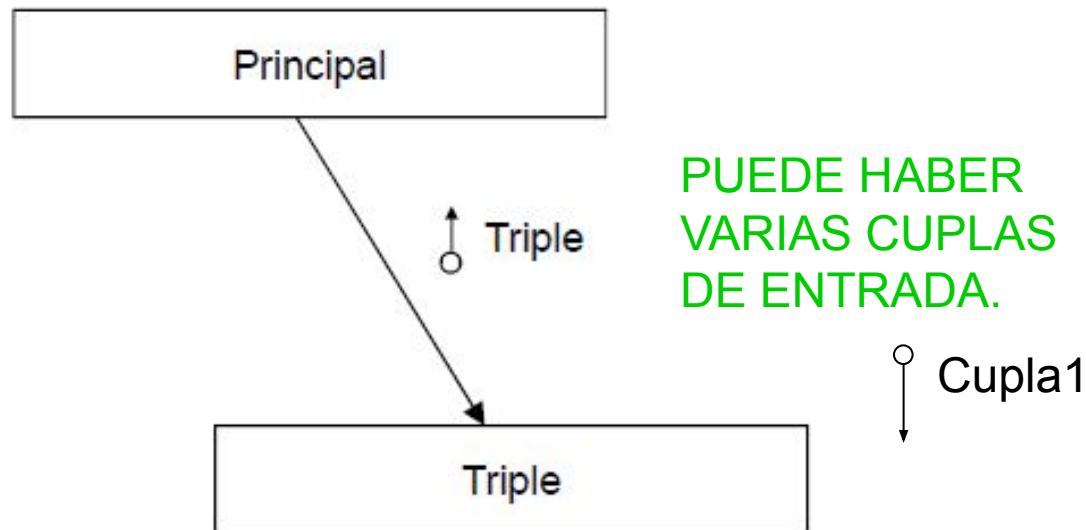 Principal
PUEDE HABER
VARIAS CUPLAS
DE ENTRADA.
Triple
Cupla1
Triple